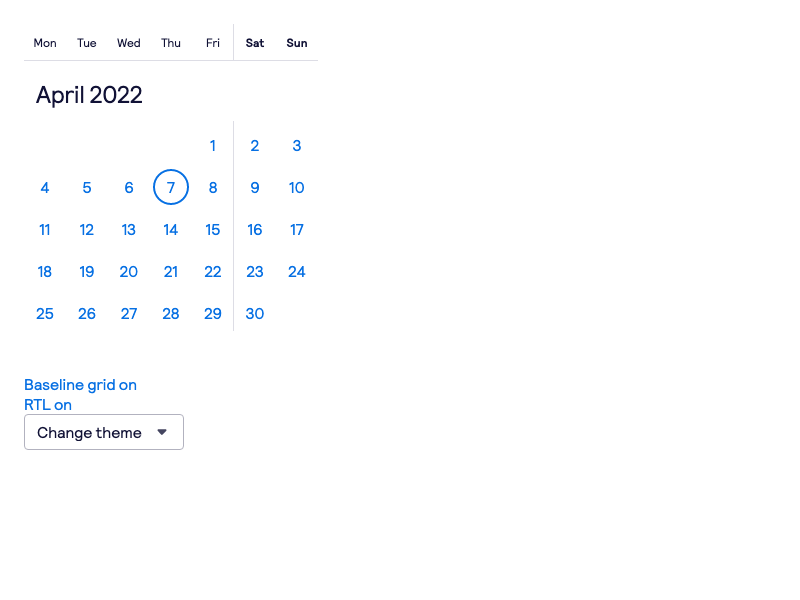 Mon Tue Wed Thu Fri Sat Sun
April 2022
1 2 3
4 5 6 7 8 9 10
11 12 13 14 15 16 17
18 19 20 21 22 23 24
25 26 27 28 29 30
Baseline grid on
RTL on
Change theme